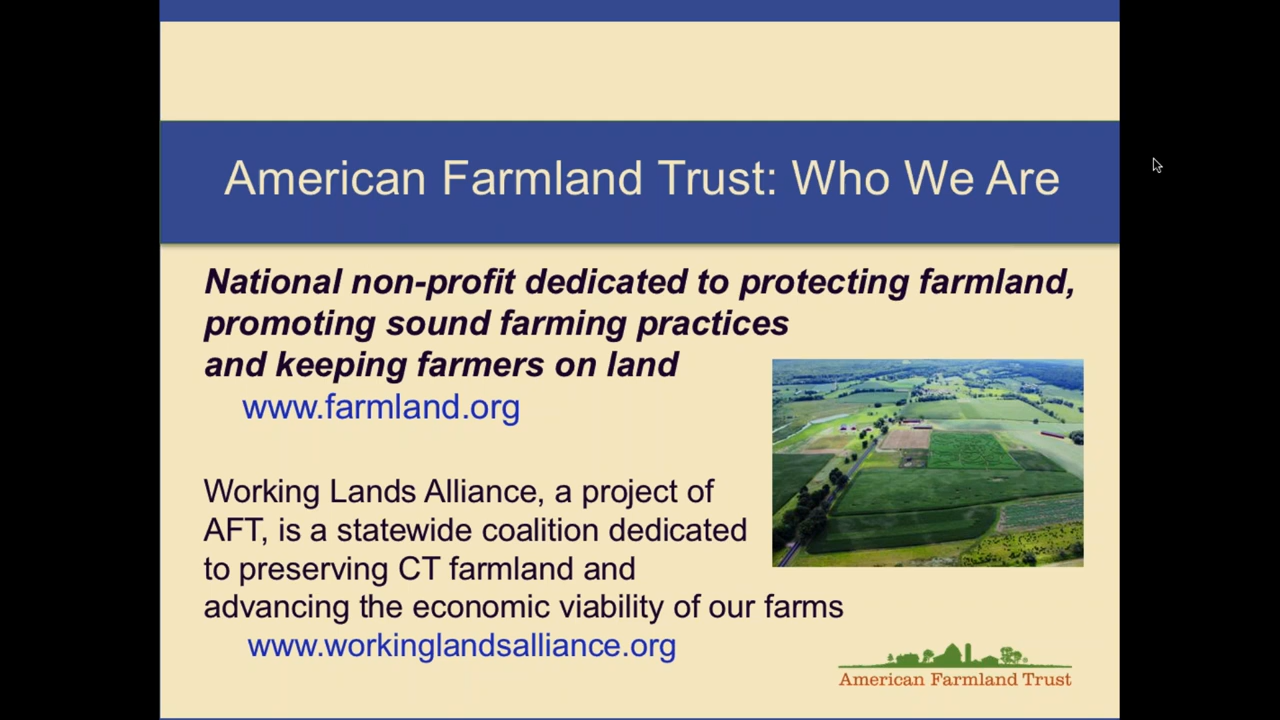 American Farmland Trust: Who We Are
National non-profit dedicated to protecting farmland,
promoting sound farming practices
and keeping farmers on land
www.farmland.org
Working Lands Alliance, a project of
AFT, is a statewide coalition dedicated
to preserving CT farmland and
advancing the economic viability of our farms
www.workinglandsalliance.org
American Farmland Trust